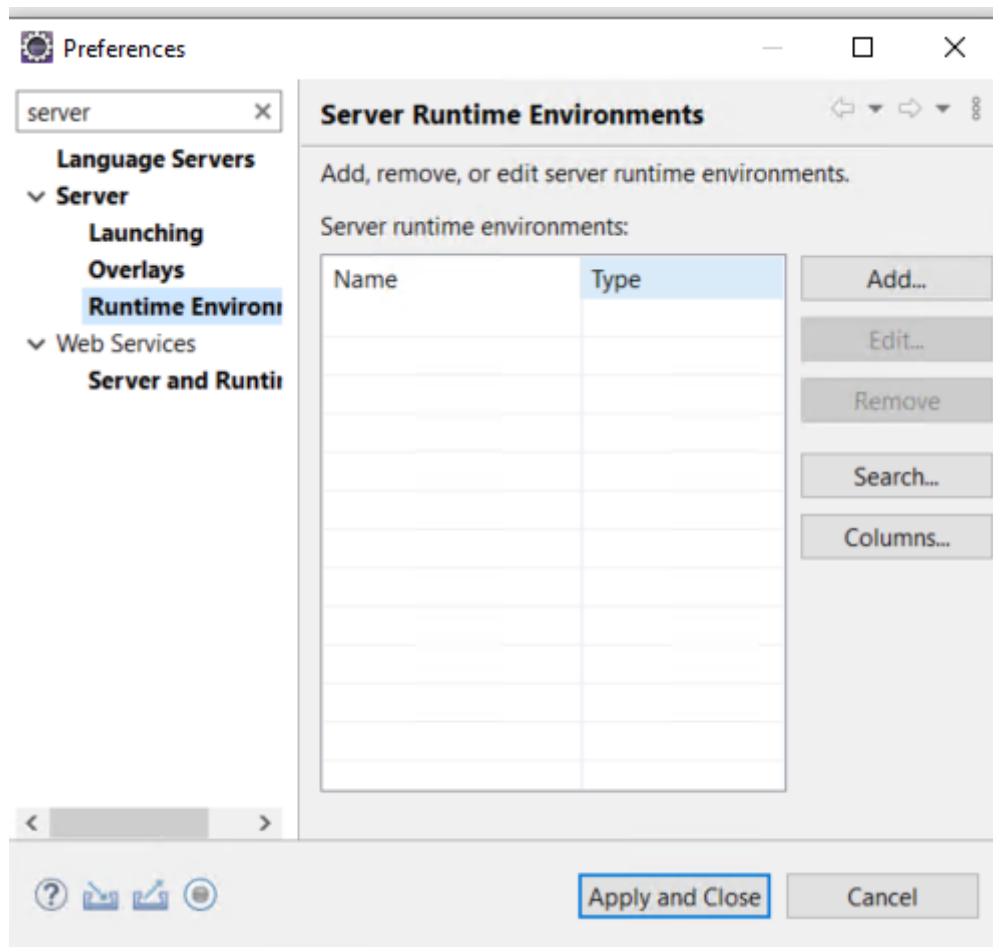 Preferences
server
Language Servers
Server
Launching
Overlays
Runtime Environ
Web Services
Server and Runtin
Server Runtime Environments
Add, remove, or edit server runtime environments.
Server runtime environments:
Name Type
Add...
Edit...
Remove
Search...
Columns...
Apply and Close Cancel